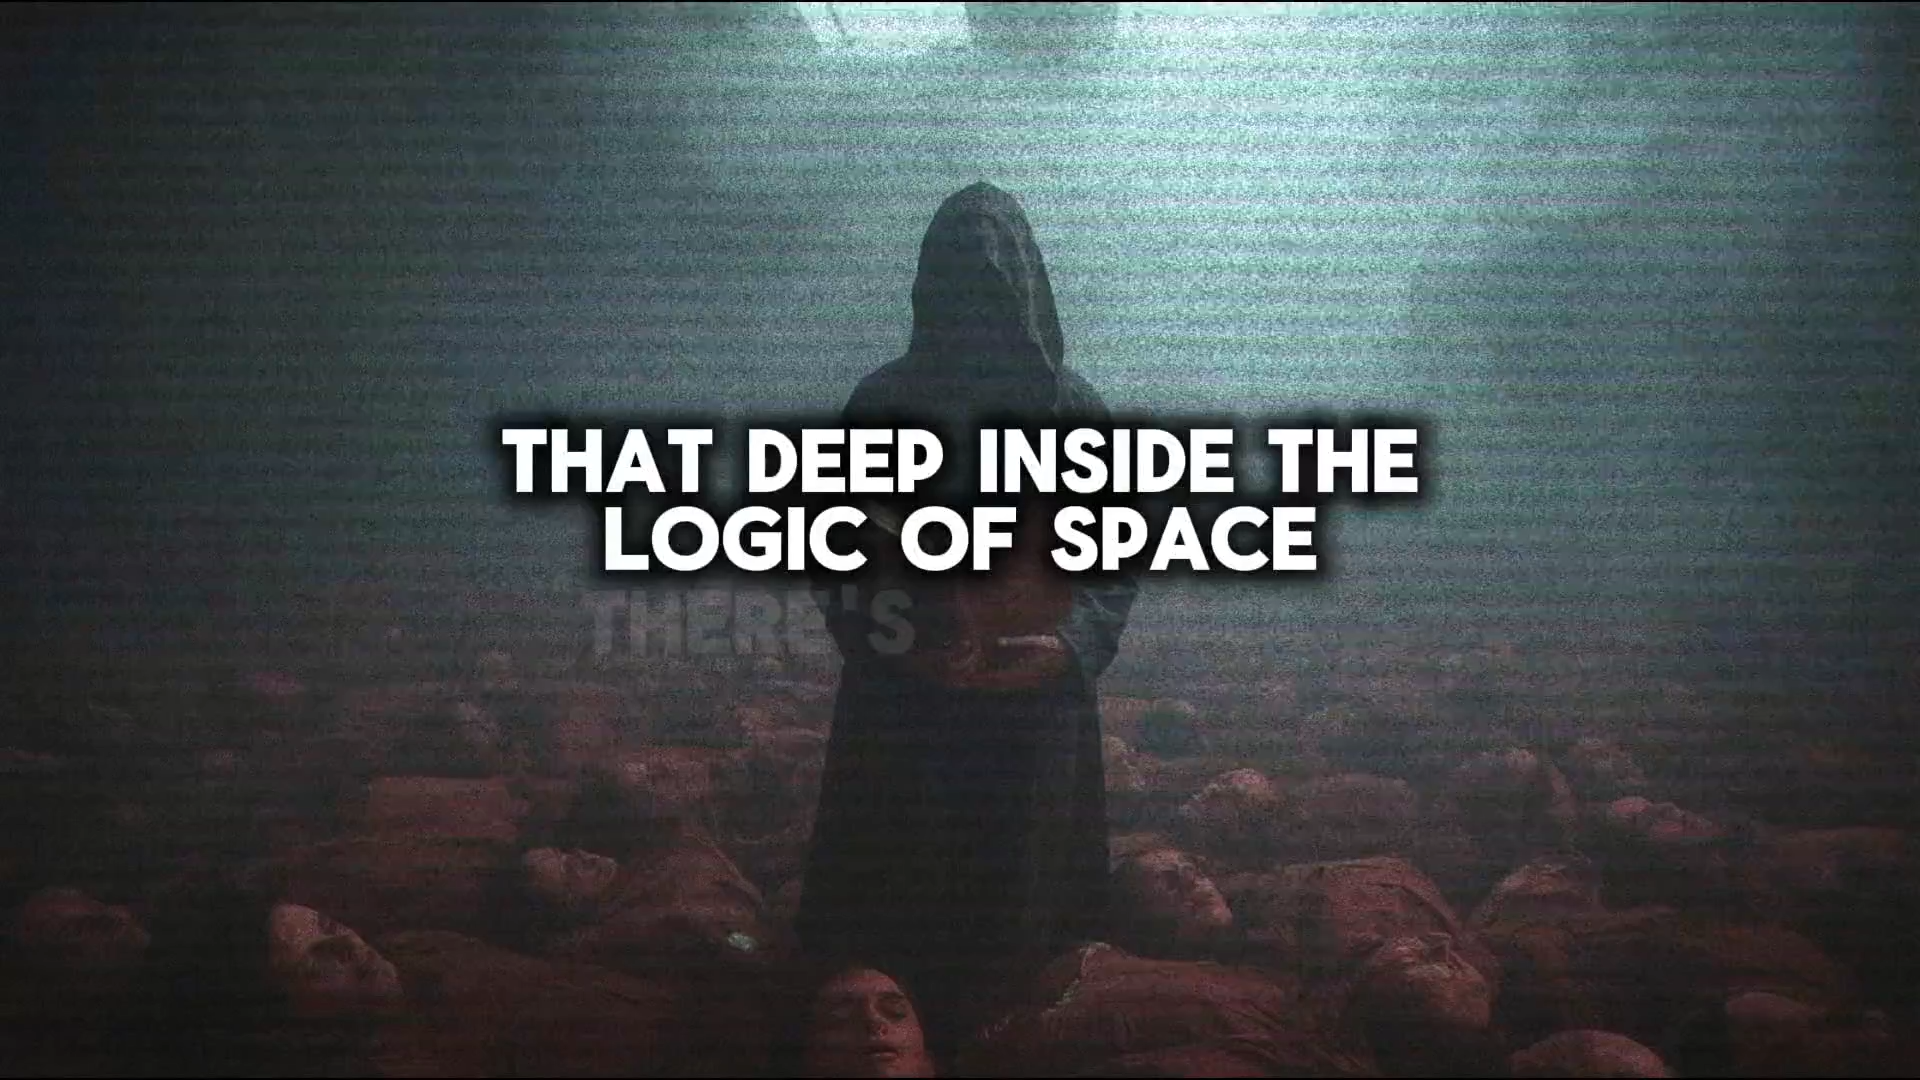 THAT DEEP INSIDE THE
LOGIC OF SPACE
THERE'S